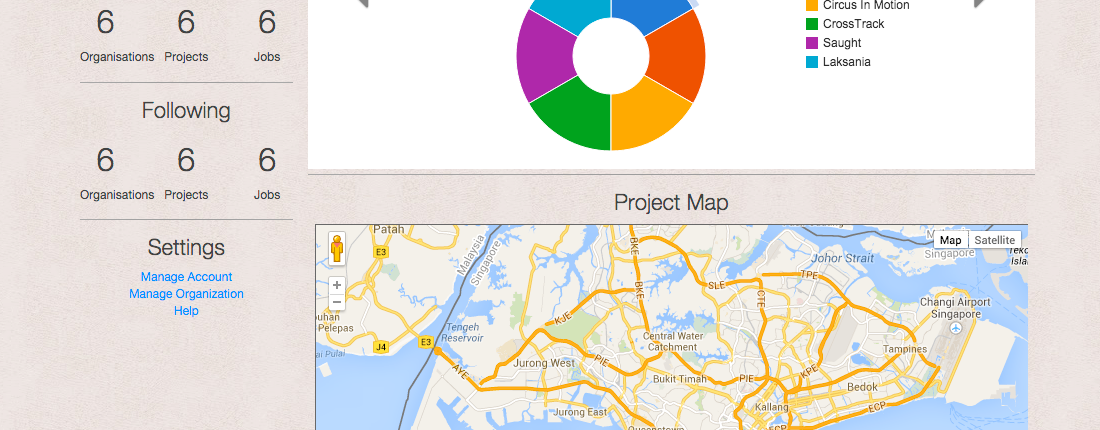 6 6 6
Organisations Projects Jobs
Following
6 6 6
Organisations Projects Jobs
Settings
Manage Account
Manage Organization
Help
Circus In Motion
CrossTrack
Saught
Laksania
Project Map
Map Satellite
Patah
E3
Malaysia
Singapore
BKE
Johor Strait
Singapore
TPE
SLE
BKE
CTE
Changi Airport
Singapore
KJE
Tengeh
Reservoir
Central Water
Catchment
E3
J4
Pelepas
Tampines
PIE
Jurong West
AYE
Bukit Timah
PIE
KPE
Bedok
Jurong East
Kallang
ECP
Queenstown
ECP